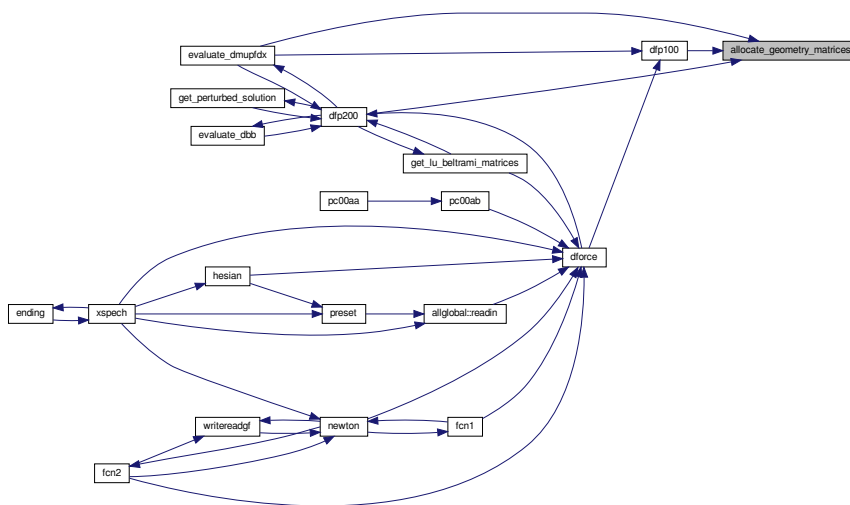 evaluate_dmupfdx
dfp100
allocate_geometry_matrices
get_perturbed_solution
dfp200
evaluate_dbb
get_lu_beltrami_matrices
pc00aa
pc00ab
dforce
hesian
ending
xspech
preset
allglobal::readin
writereadgf
newton
fcn1
fcn2